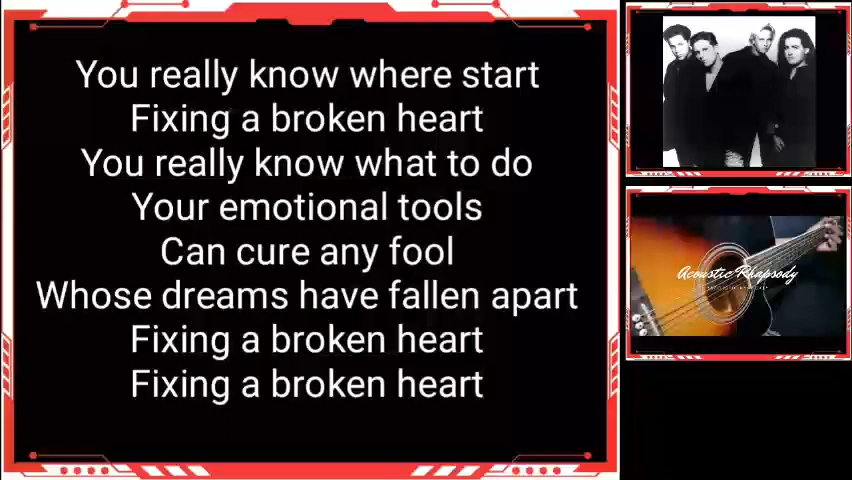 You really know where start
Fixing a broken heart
You really know what to do
Your emotional tools
Can cure any fool
Whose dreams have fallen apart
Fixing a broken heart
Fixing a broken heart
Acoustic Rhapsody